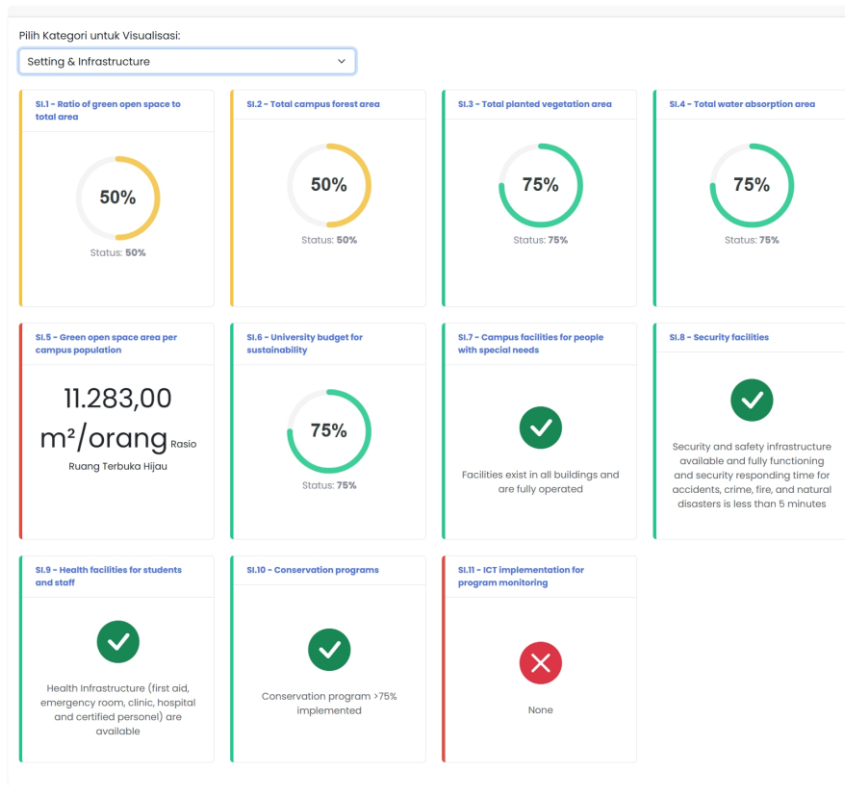 Pilih Kategori untuk Visualisasi:
Setting & Infrastructure
SI.1 - Ratio of green open space to
total area
50%
Status: 50%
SI.2 - Total campus forest area
50%
Status: 50%
SI.3 - Total planted vegetation area
75%
Status: 75%
SI.4 - Total water absorption area
75%
Status: 75%
SI.5 - Green open space area per
campus population
11.283,00
m²/orang Rasio
Ruang Terbuka Hijau
SI.6 - University budget for
sustainability
75%
Status: 75%
SI.7 - Campus facilities for people
with special needs
Facilities exist in all buildings and
are fully operated
SI.8 - Security facilities
Security and safety infrastructure
available and fully functioning
and security responding time for
accidents, crime, fire, and natural
disasters is less than 5 minutes
SI.9 - Health facilities for students
and staff
Health Infrastructure (first aid,
emergency room, clinic, hospital
and certified personel) are
available
SI.10 - Conservation programs
Conservation program >75%
implemented
SI.11 - ICT implementation for
program monitoring
None